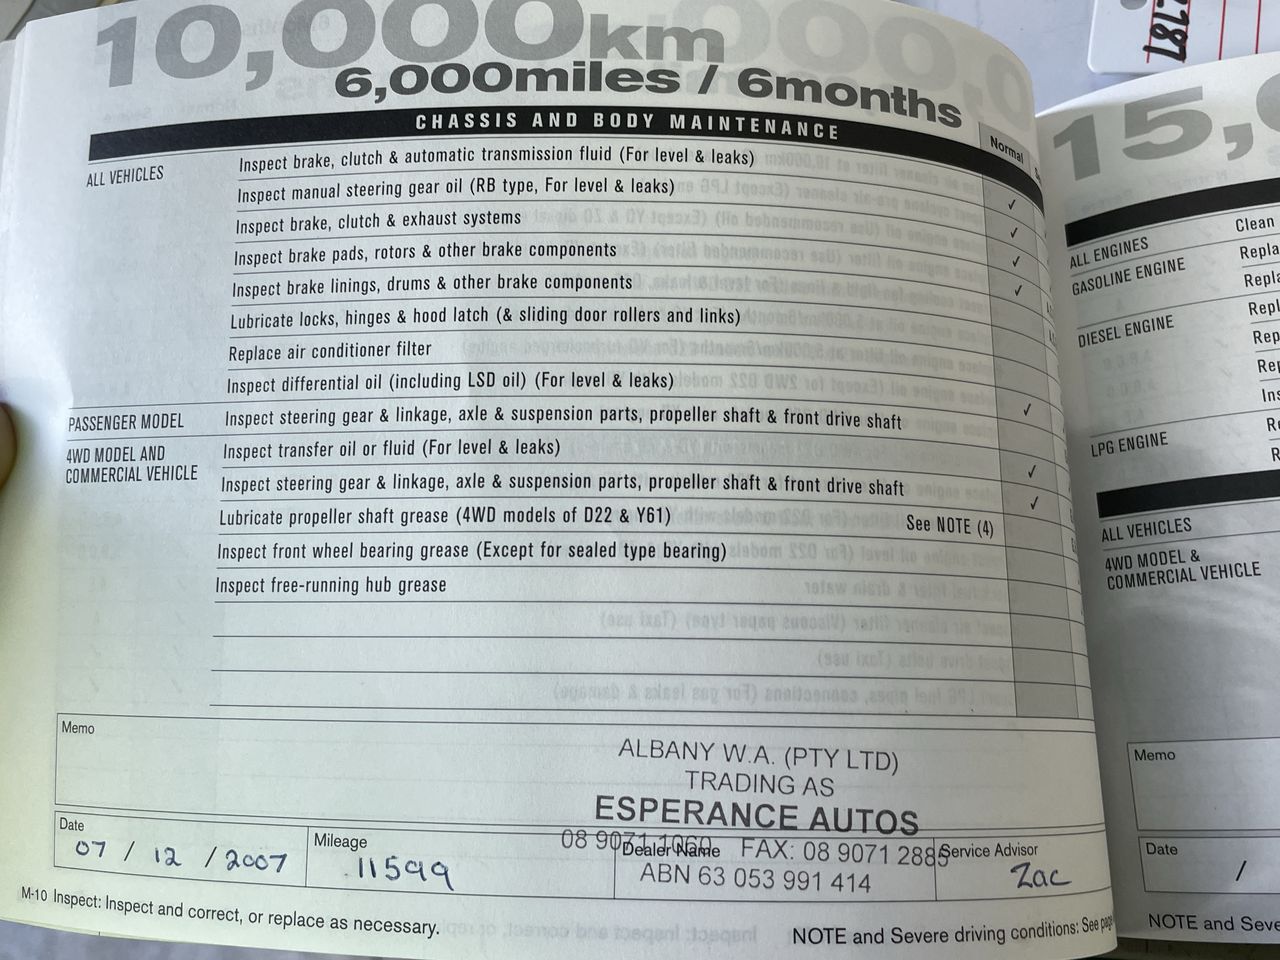 10,000km
6,000miles / 6months
CHASSIS AND BODY MAINTENANCE
Normal
ALL VEHICLES
Inspect brake, clutch & automatic transmission fluid (For level & leaks)
Inspect manual steering gear oil (RB type, For level & leaks) ✓
Inspect brake, clutch & exhaust systems ✓
Inspect brake pads, rotors & other brake components ✓
Inspect brake linings, drums & other brake components ✓
Lubricate locks, hinges & hood latch (& sliding door rollers and links)
Replace air conditioner filter
Inspect differential oil (including LSD oil) (For level & leaks)
PASSENGER MODEL Inspect steering gear & linkage, axle & suspension parts, propeller shaft & front drive shaft ✓
4WD MODEL AND
COMMERCIAL VEHICLE
Inspect transfer oil or fluid (For level & leaks) ✓
Inspect steering gear & linkage, axle & suspension parts, propeller shaft & front drive shaft ✓
Lubricate propeller shaft grease (4WD models of D22 & Y61) See NOTE (4)
Inspect front wheel bearing grease (Except for sealed type bearing)
Inspect free-running hub grease
Memo
ALBANY W.A. (PTY LTD)
TRADING AS
ESPERANCE AUTOS
08 9071 1060 FAX: 08 9071 2885
ABN 63 053 991 414
Date
07 / 12 / 2007
Mileage
11599
Dealer Name
Service Advisor
Zac
M-10 Inspect: Inspect and correct, or replace as necessary.
NOTE and Severe driving conditions: See page
15,
ALL ENGINES Clean
GASOLINE ENGINE Repla
Repla
DIESEL ENGINE Repl
Rep
Rep
Ins
LPG ENGINE Re
R
ALL VEHICLES
4WD MODEL &
COMMERCIAL VEHICLE
Memo
Date
/
NOTE and Severe